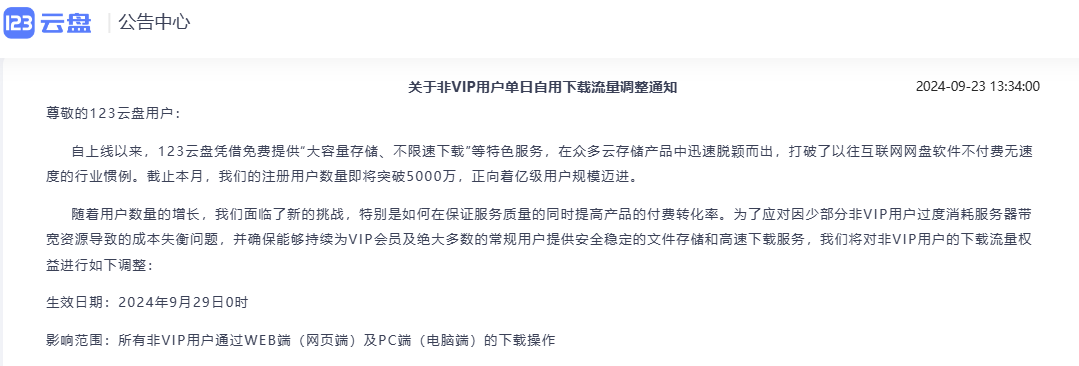 123云盘 公告中心
关于非VIP用户单日自用下载流量调整通知 2024-09-23 13:34:00
尊敬的123云盘用户：
自上线以来，123云盘凭借免费提供“大容量存储、不限速下载”等特色服务，在众多云存储产品中迅速脱颖而出，打破了以往互联网网盘软件不付费无速
度的行业惯例。截止本月，我们的注册用户数量即将突破5000万，正向着亿级用户规模迈进。
随着用户数量的增长，我们面临了新的挑战，特别是如何在保证服务质量的同时提高产品的付费转化率。为了应对因少部分非VIP用户过度消耗服务器带
宽资源导致的成本失衡问题，并确保能够持续为VIP会员及绝大多数的常规用户提供安全稳定的文件存储和高速下载服务，我们将对非VIP用户的下载流量权
益进行如下调整：
生效日期：2024年9月29日0时
影响范围：所有非VIP用户通过WEB端（网页端）及PC端（电脑端）的下载操作